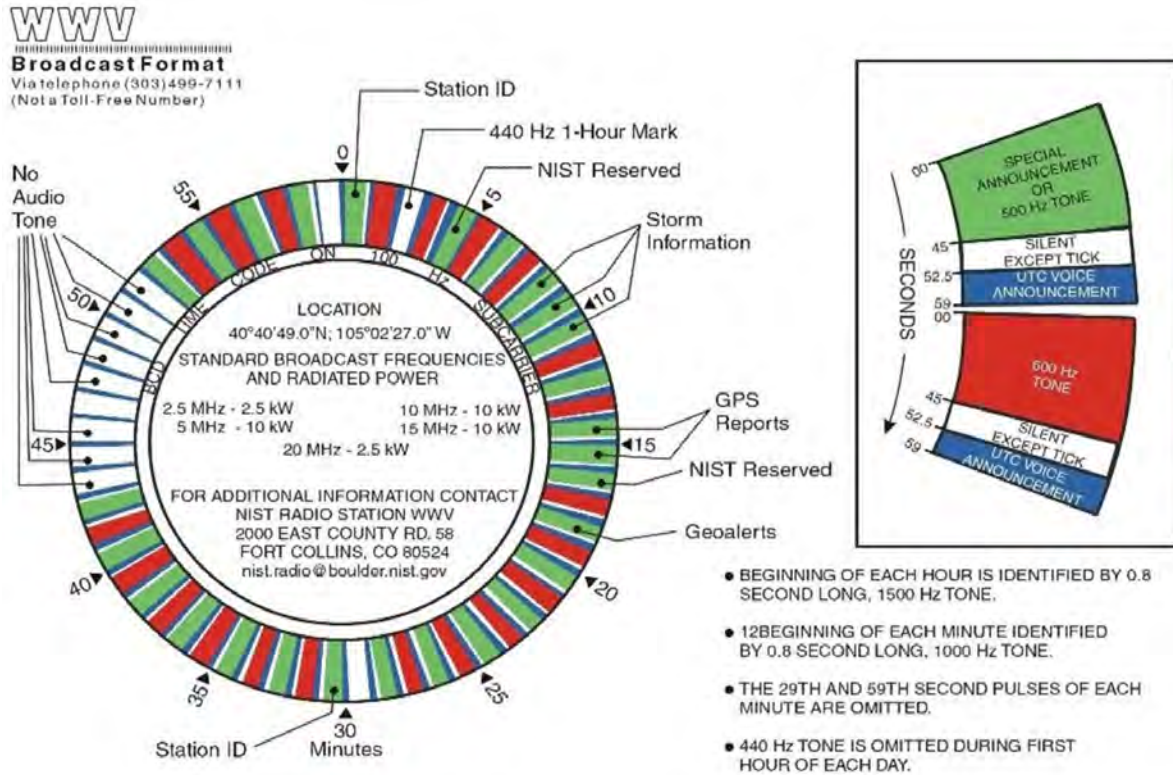 WWV
Broadcast Format
Via telephone (303)499-7111
(Not a Toll-Free Number)
Station ID
440 Hz 1-Hour Mark
NIST Reserved
Storm
Information
GPS
Reports
NIST Reserved
Geoalerts
Station ID
Minutes
No
Audio
Tone
0
5
10
15
20
25
30
35
40
45
50
55
BCD TIME CODE ON 100 Hz SUBCARRIER
LOCATION
40°40'49.0"N; 105°02'27.0" W
STANDARD BROADCAST FREQUENCIES
AND RADIATED POWER
2.5 MHz - 2.5 kW 10 MHz - 10 kW
5 MHz - 10 kW 15 MHz - 10 kW
20 MHz - 2.5 kW
FOR ADDITIONAL INFORMATION CONTACT
NIST RADIO STATION WWV
2000 EAST COUNTY RD. 58
FORT COLLINS, CO 80524
nist.radio@boulder.nist.gov
SECONDS
00
SPECIAL
ANNOUNCEMENT
OR
500 Hz TONE
45
SILENT
EXCEPT TICK
52.5
UTC VOICE
ANNOUNCEMENT
59
00
600 Hz
TONE
45
SILENT
EXCEPT TICK
52.5
UTC VOICE
ANNOUNCEMENT
59
● BEGINNING OF EACH HOUR IS IDENTIFIED BY 0.8
SECOND LONG, 1500 Hz TONE.
● 12BEGINNING OF EACH MINUTE IDENTIFIED
BY 0.8 SECOND LONG, 1000 Hz TONE.
● THE 29TH AND 59TH SECOND PULSES OF EACH
MINUTE ARE OMITTED.
● 440 Hz TONE IS OMITTED DURING FIRST
HOUR OF EACH DAY.